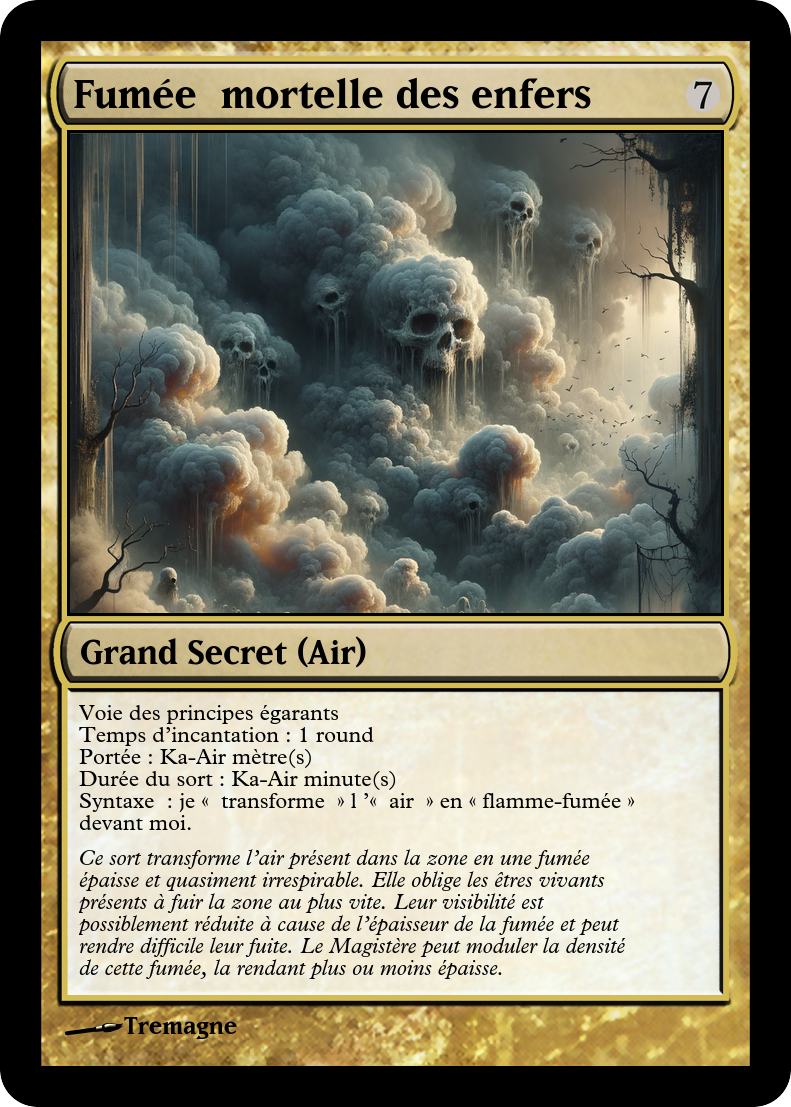 Fumée  mortelle des enfers
7
Grand Secret (Air)
Voie des principes égarants
Temps d'incantation : 1 round
Portée : Ka-Air mètre(s)
Durée du sort : Ka-Air minute(s)
Syntaxe  : je «  transforme  » l '«  air  » en « flamme-fumée »
devant moi.
Ce sort transforme l'air présent dans la zone en une fumée
épaisse et quasiment irrespirable. Elle oblige les êtres vivants
présents à fuir la zone au plus vite. Leur visibilité est
possiblement réduite à cause de l'épaisseur de la fumée et peut
rendre difficile leur fuite. Le Magistère peut moduler la densité
de cette fumée, la rendant plus ou moins épaisse.
Tremagne